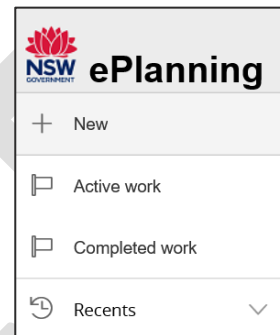 NSW
GOVERNMENT
ePlanning
New
Active work
Completed work
Recents